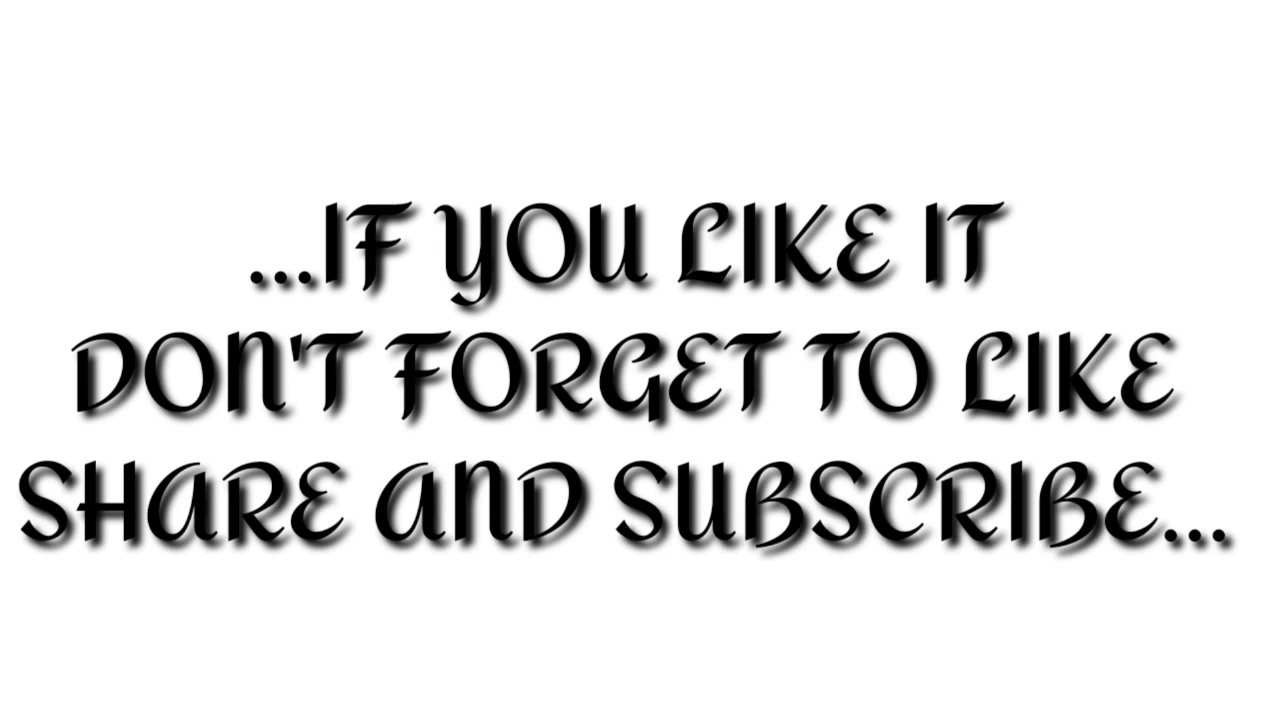 ...IF YOU LIKE IT
DON'T FORGET TO LIKE
SHARE AND SUBSCRIBE...